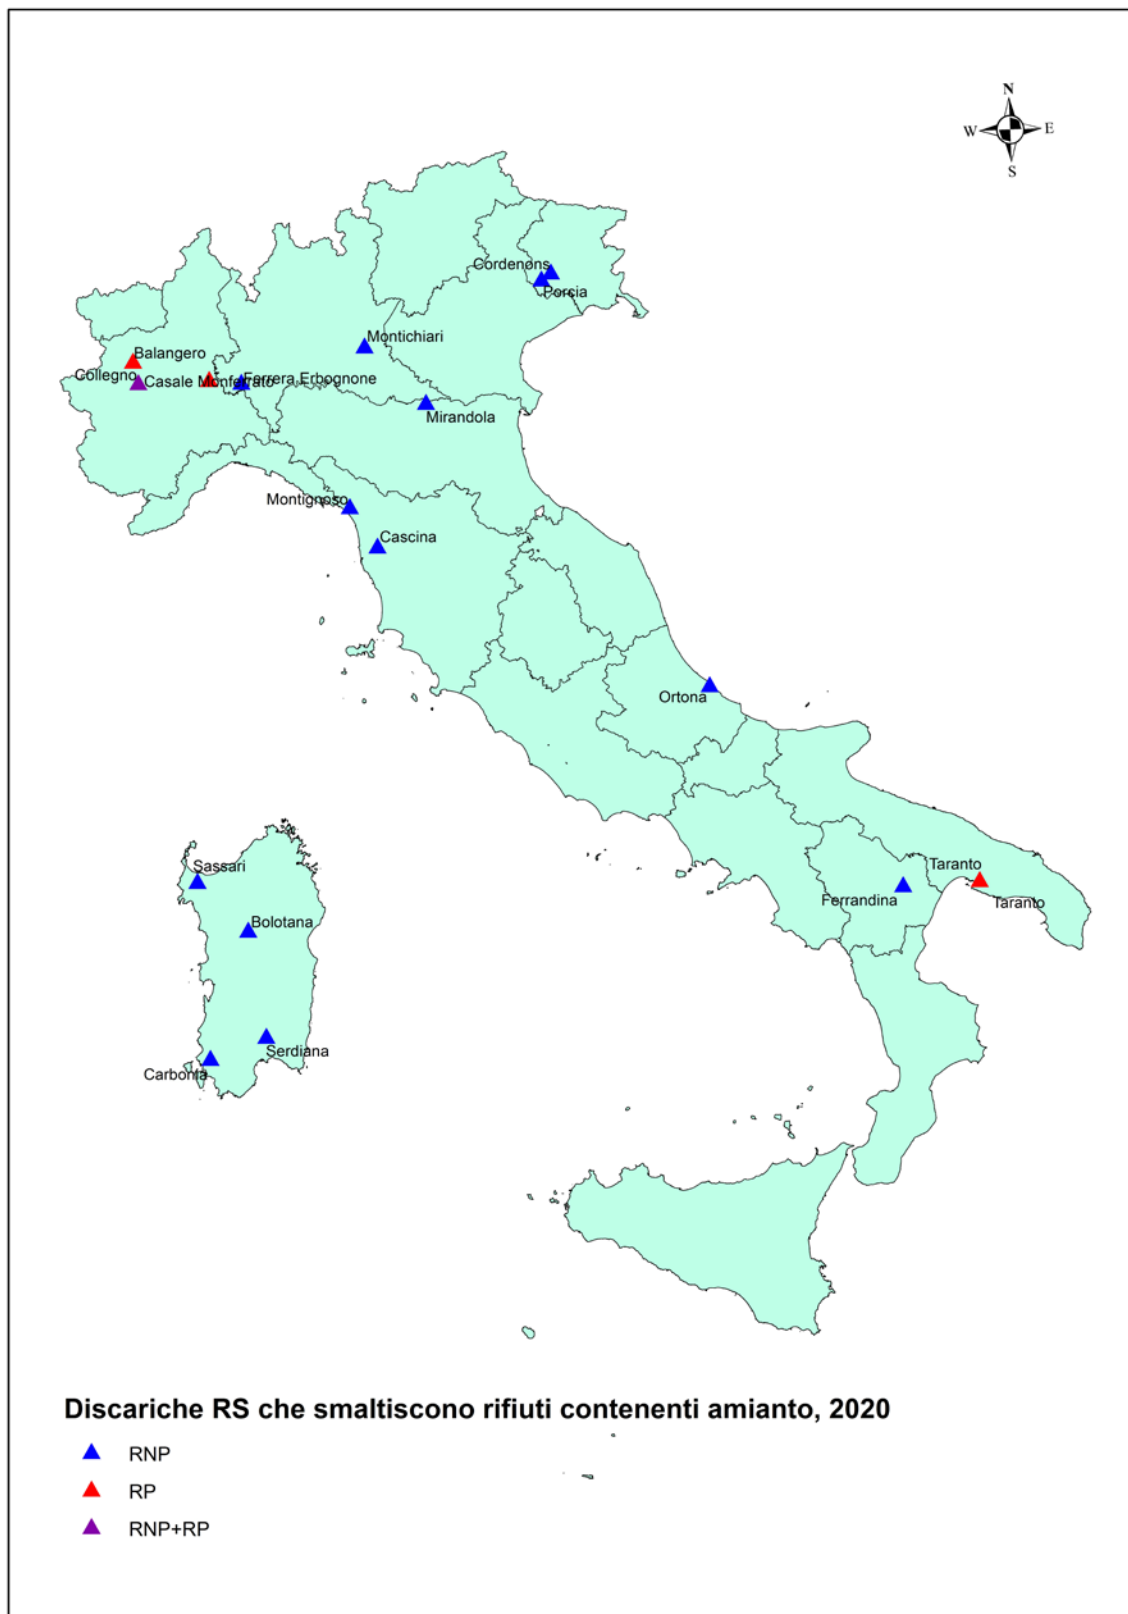 N
W
E
S
Cordenons
Porcia
Montichiari
Balangero
Collegno
Casale Monferrato
Ferrera Erbognone
Mirandola
Montignoso
Cascina
Ortona
Sassari
Taranto
Ferrandina
Taranto
Bolotana
Serdiana
Carbonia
Discariche RS che smaltiscono rifiuti contenenti amianto, 2020
RNP
RP
RNP+RP